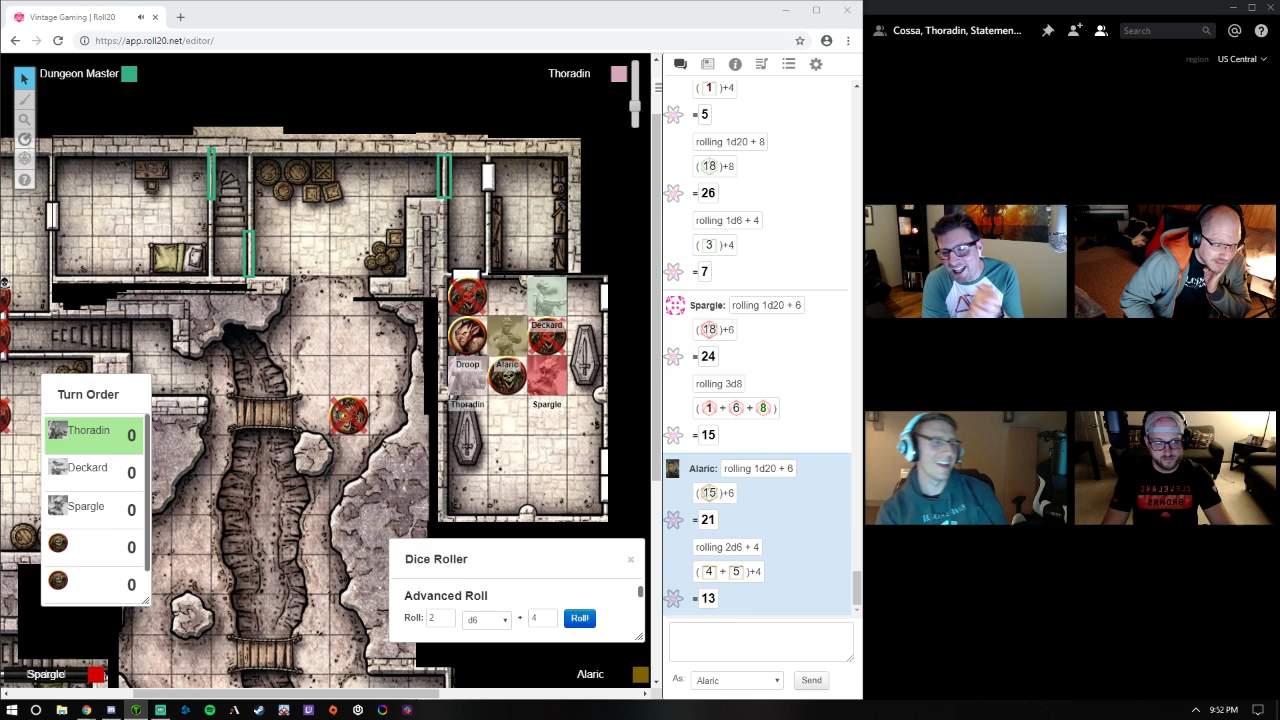 Vintage Gaming | Roll20
https://app.roll20.net/editor/
Dungeon Master
Thoradin
Droop
Alaric
Deckard
Thoradin
Spargle
Turn Order
Thoradin 0
Deckard 0
Spargle 0
0
0
Dice Roller
Advanced Roll
Roll: 2 d6 + 4 Roll!
Spargle
Alaric
( 1 )+4
= 5
rolling 1d20 + 8
( 18 )+8
= 26
rolling 1d6 + 4
( 3 )+4
= 7
Spargle: rolling 1d20 + 6
( 18 )+6
= 24
rolling 3d8
( 1 + 6 + 8 )
= 15
Alaric: rolling 1d20 + 6
( 15 )+6
= 21
rolling 2d6 + 4
( 4 + 5 )+4
= 13
As: Alaric Send
Cossa, Thoradin, Statemen...
Search
region US Central
CLEVELAND
BROWNS
9:52 PM